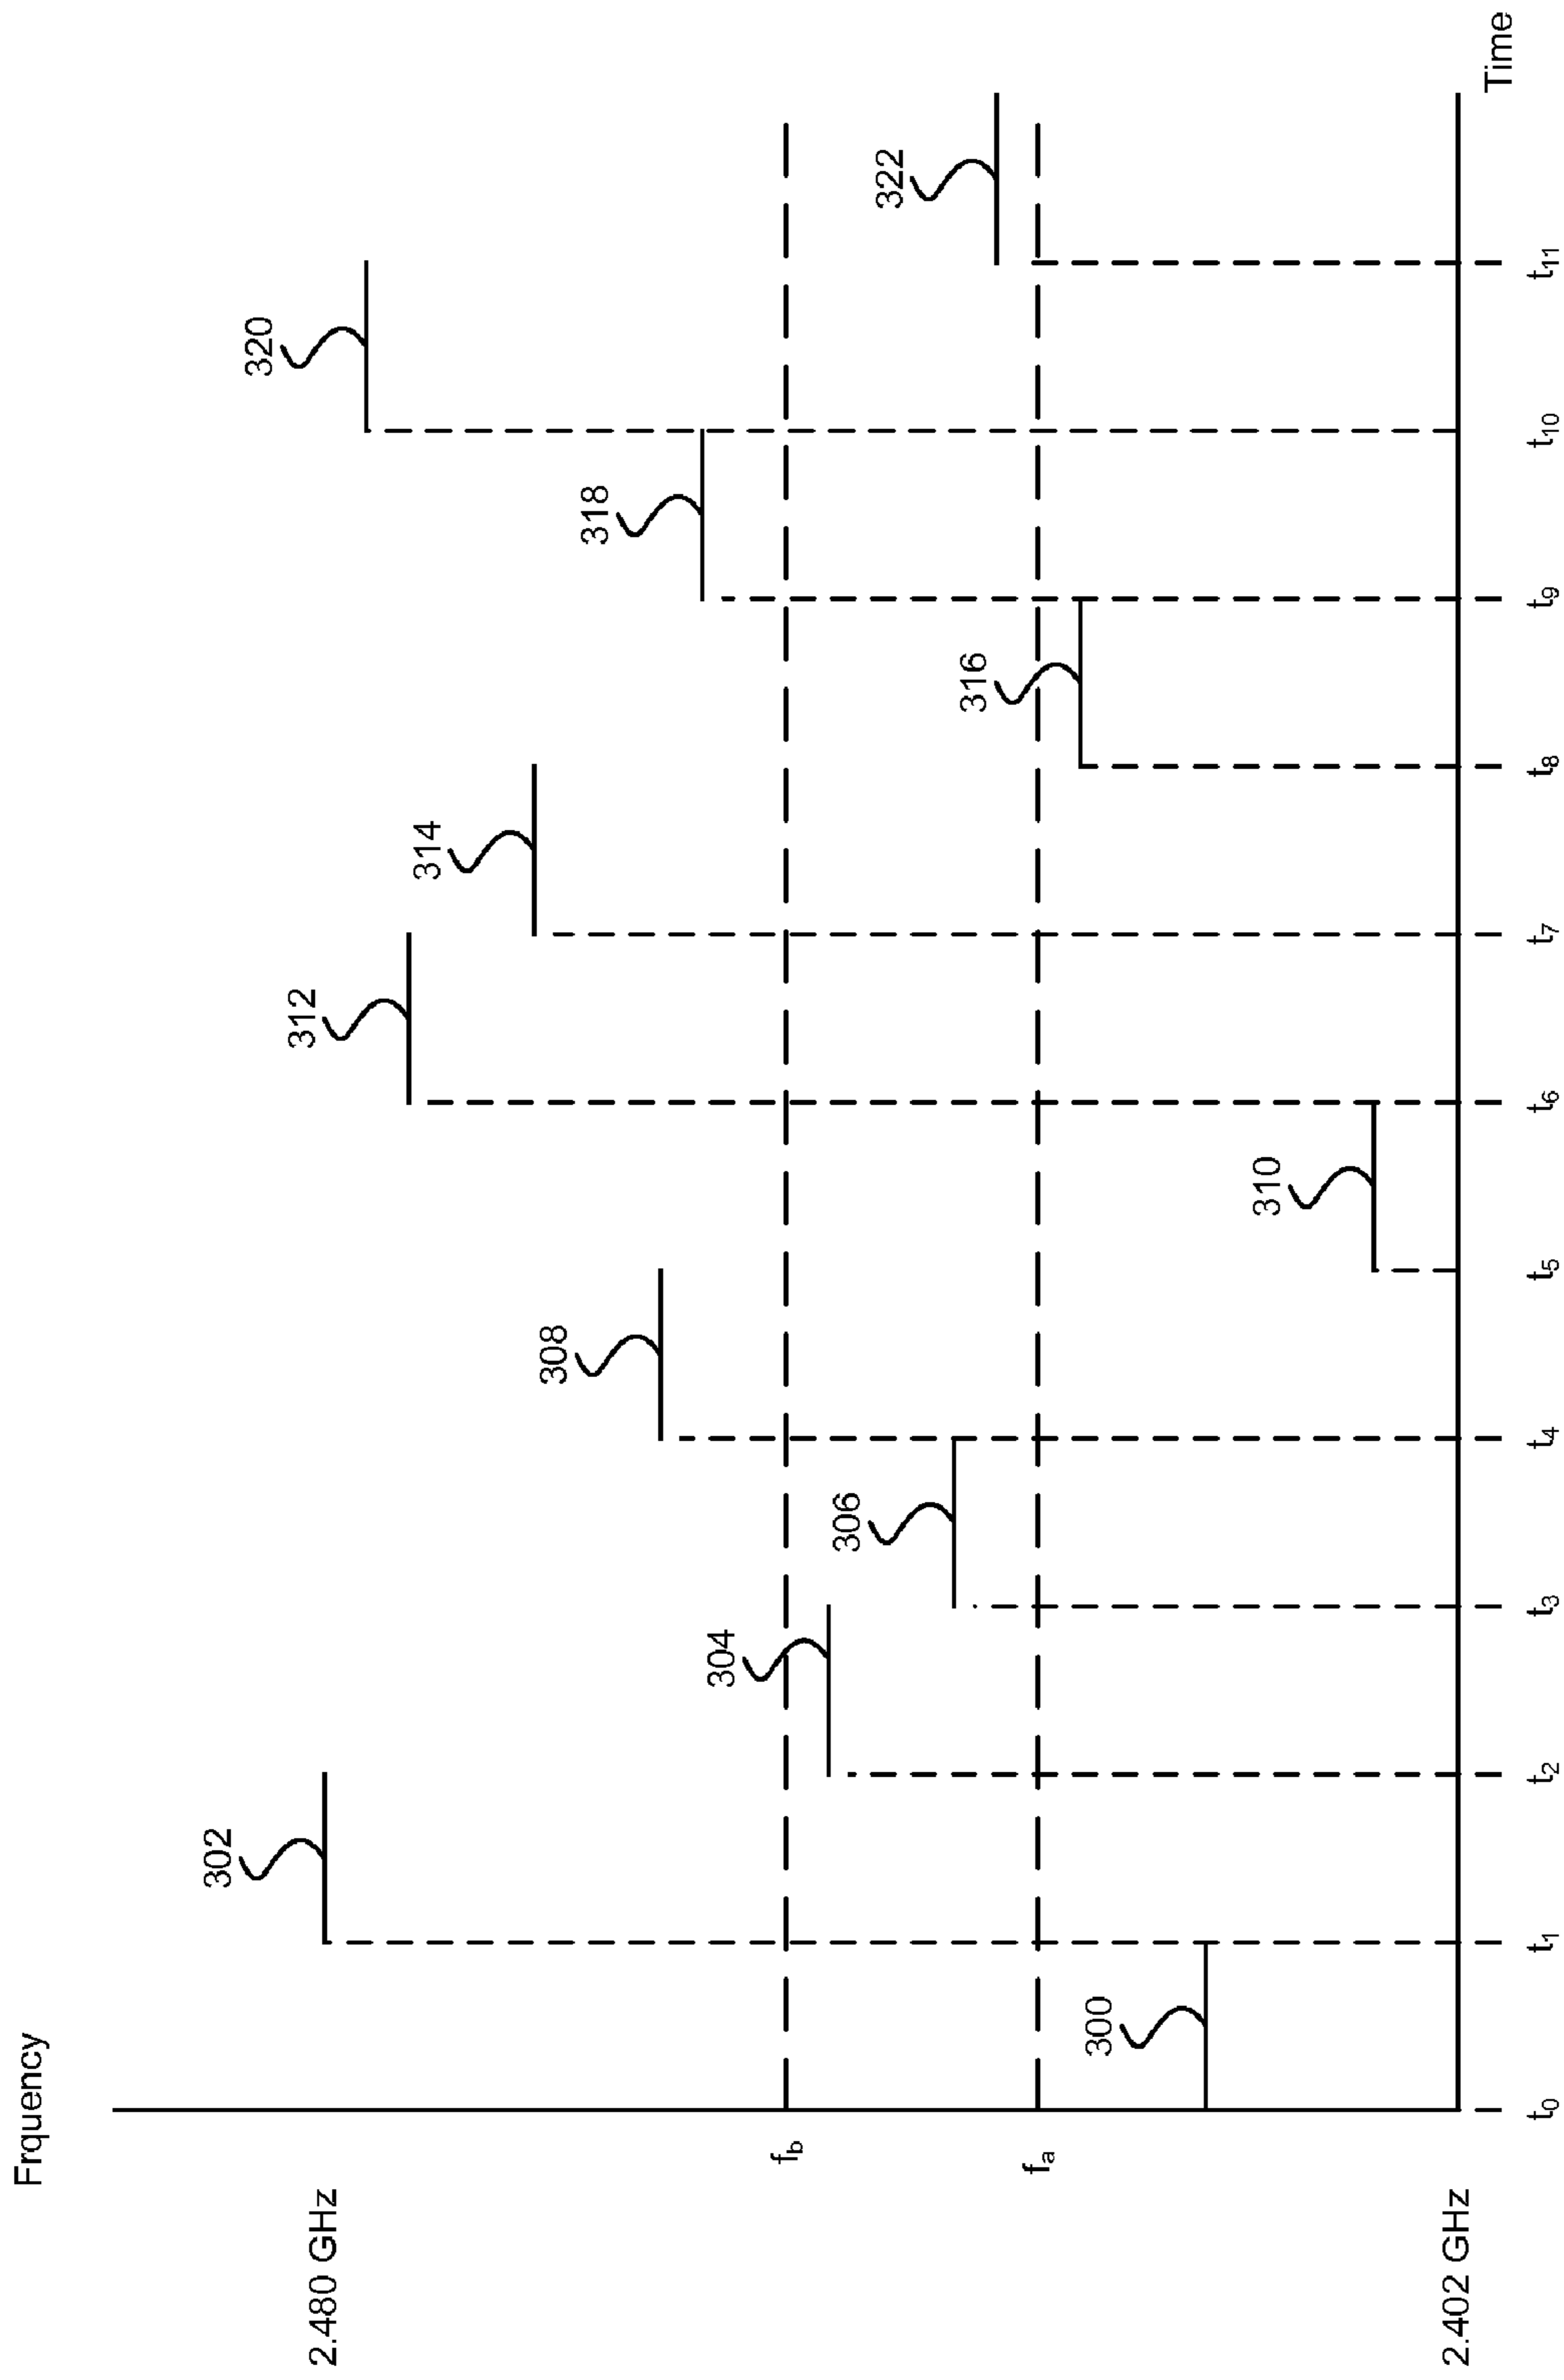 Frquency
2.480 GHz
302
320
312
314
308
318
304
f_b
306
322
316
f_a
300
310
2.402 GHz
t_0 t_1 t_2 t_3 t_4 t_5 t_6 t_7 t_8 t_9 t_10 t_11
Time